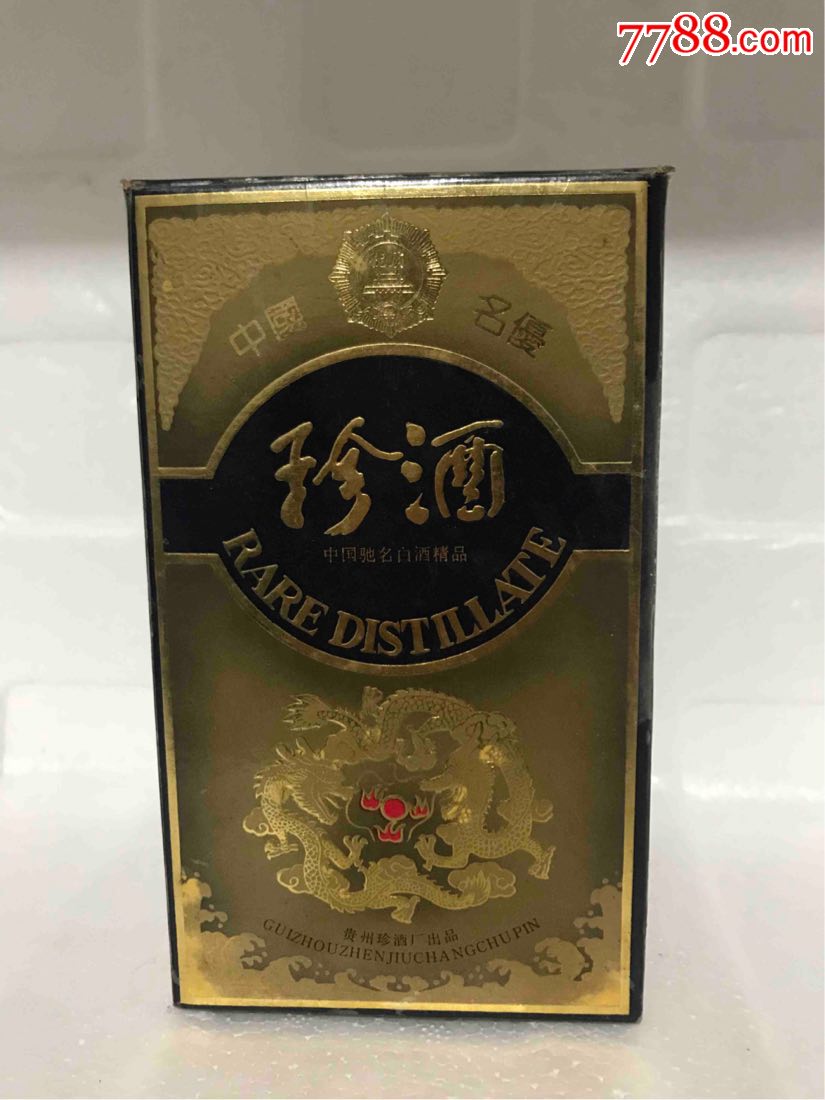 7788.com
中國 名優
珍酒
中国驰名白酒精品
RARE DISTILLATE
贵州珍酒厂出品
GUIZHOUZHENJIUCHANGCHUPIN